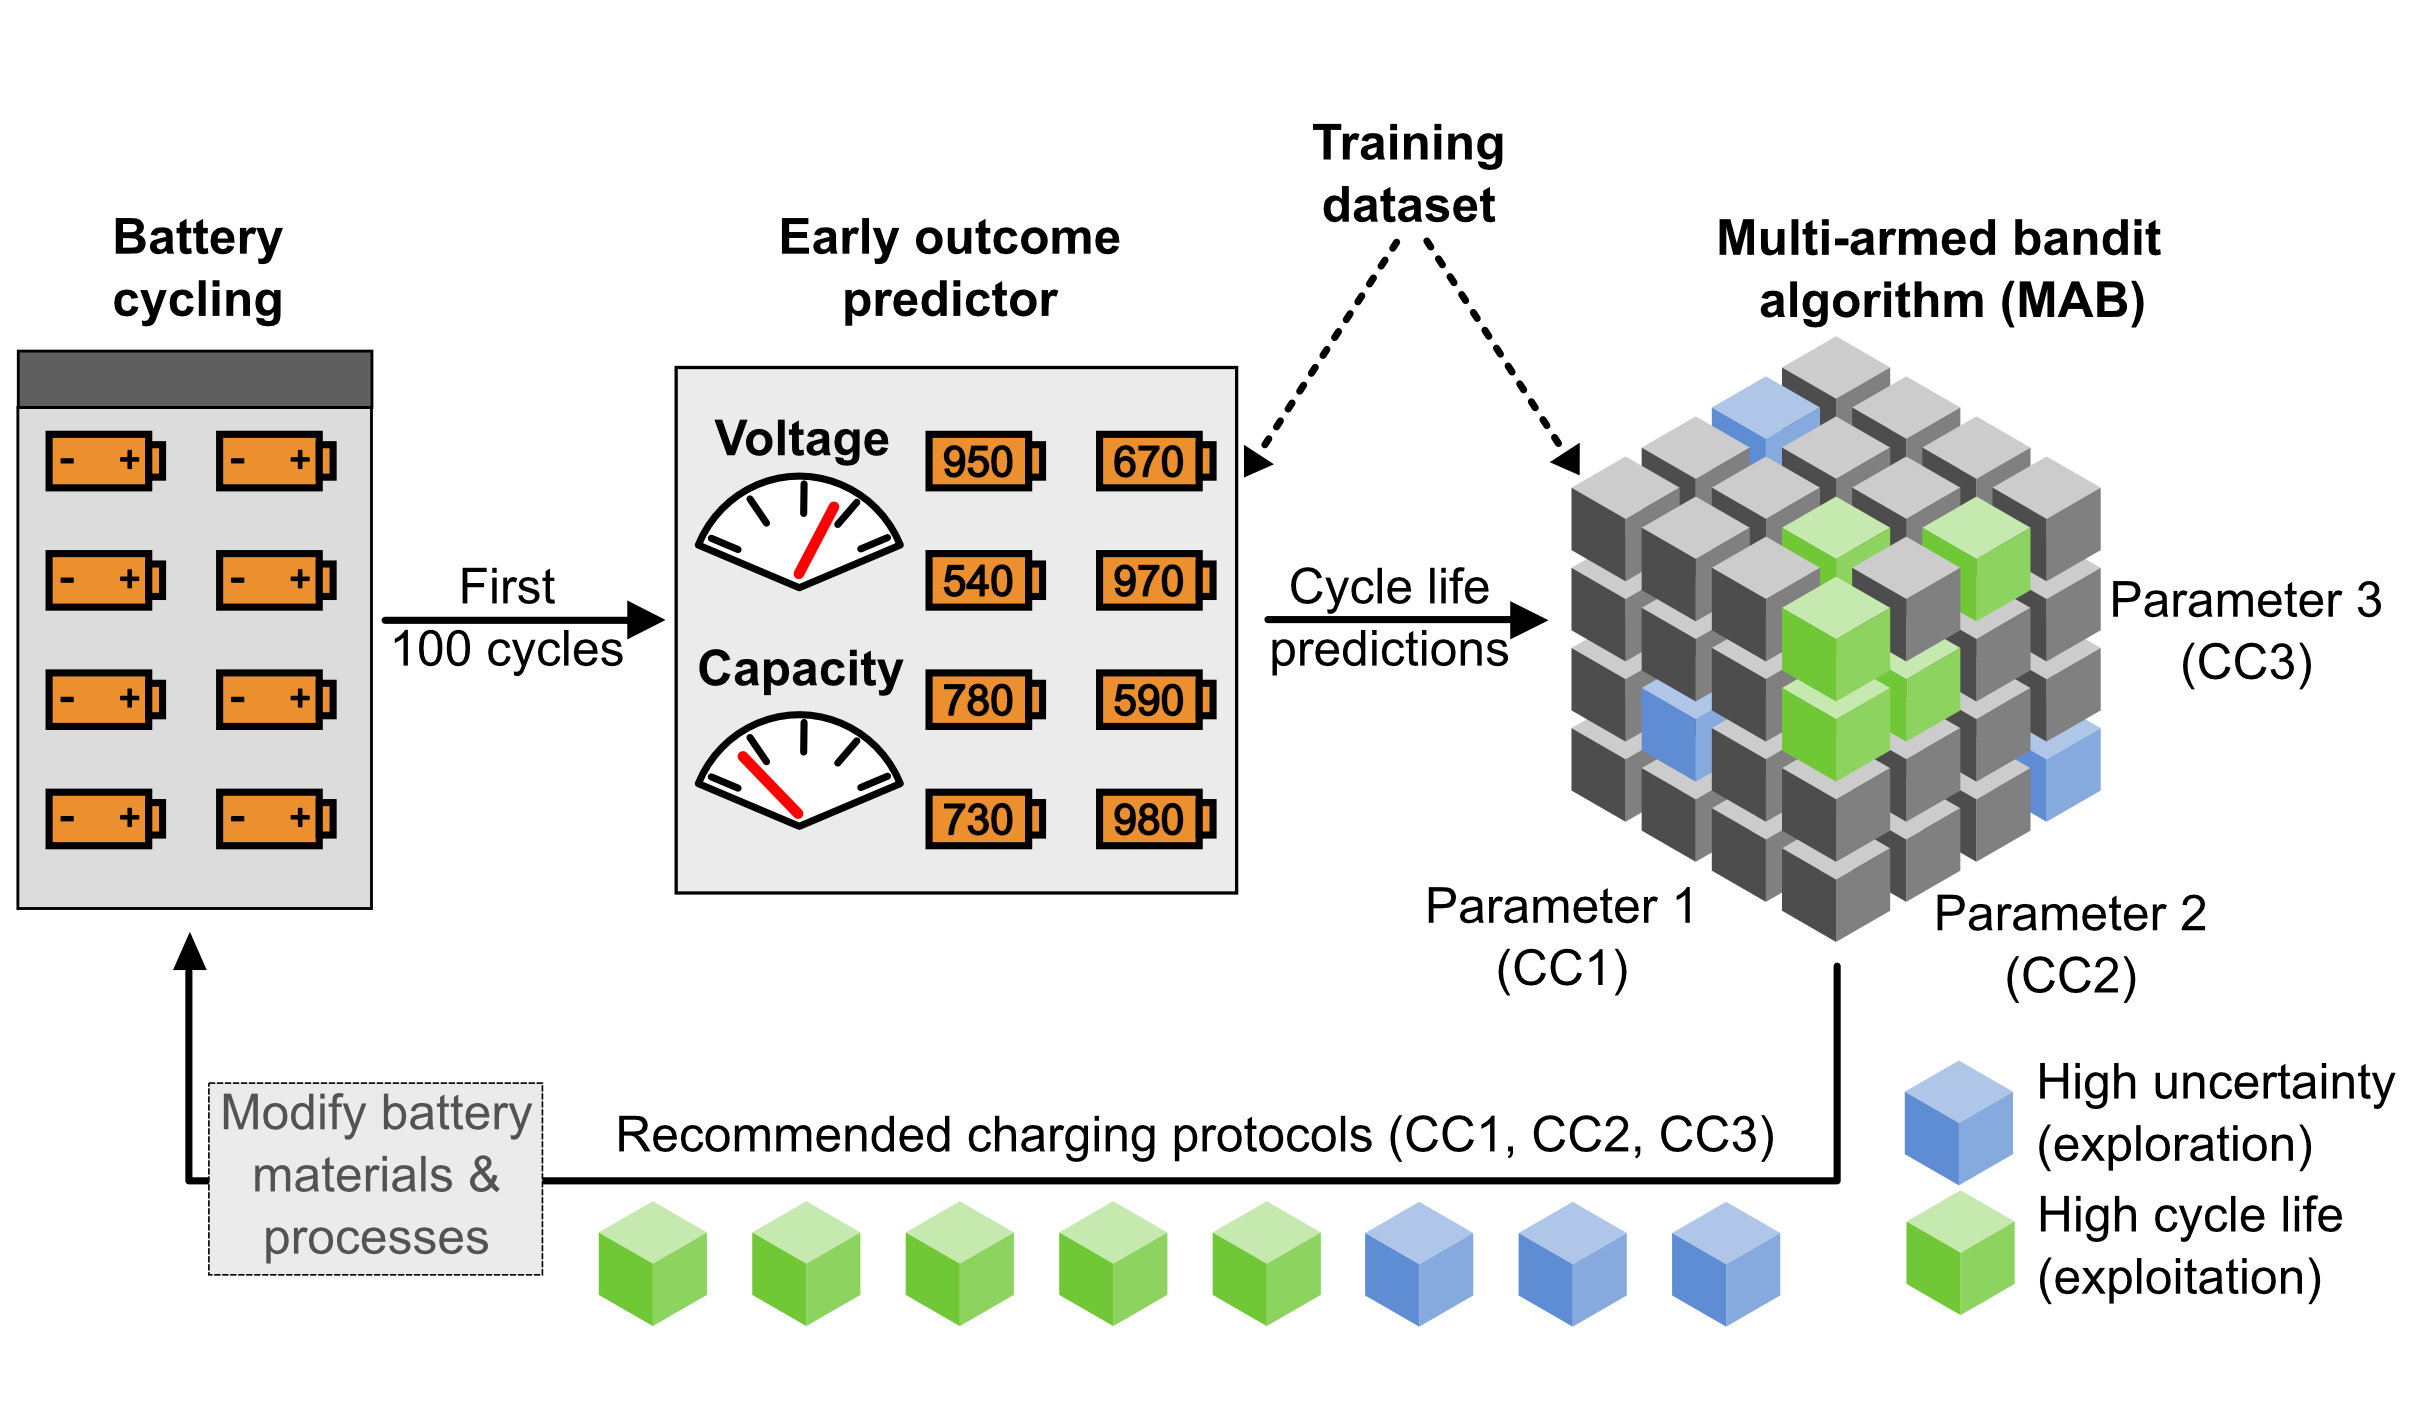 Training
dataset
Battery
cycling
Early outcome
predictor
Multi-armed bandit
algorithm (MAB)
- +
- +
- +
- +
- +
- +
- +
- +
First
100 cycles
Voltage
Capacity
950
670
540
970
780
590
730
980
Cycle life
predictions
Parameter 3
(CC3)
Parameter 1
(CC1)
Parameter 2
(CC2)
Modify battery
materials &
processes
Recommended charging protocols (CC1, CC2, CC3)
High uncertainty
(exploration)
High cycle life
(exploitation)